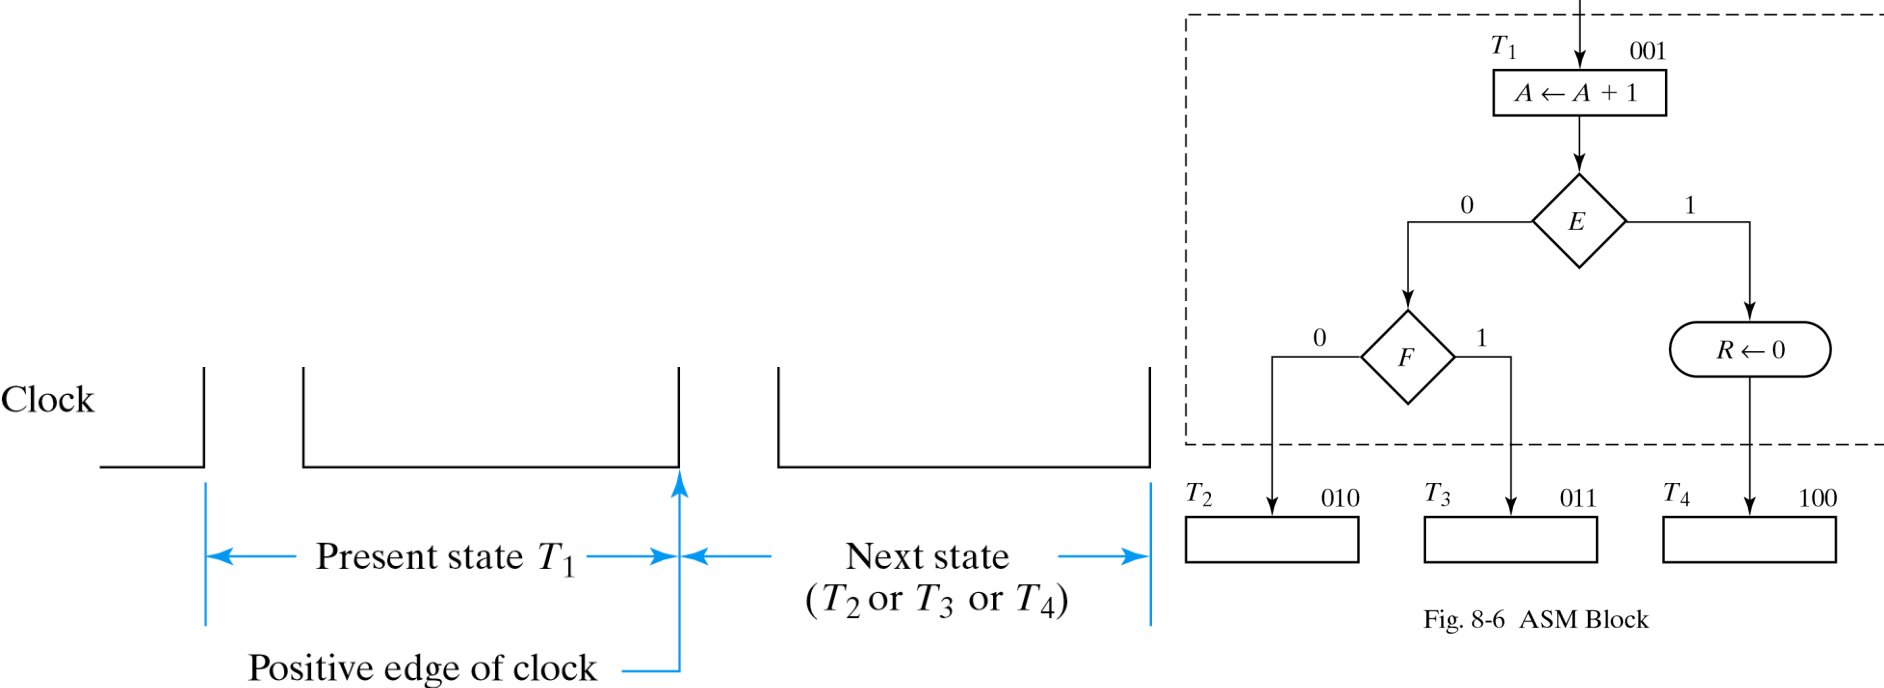 Clock
Present state T₁
Next state
(T₂ or T₃ or T₄)
Positive edge of clock
T₁ 001
A ← A + 1
0 E 1
0 F 1
R ← 0
T₂ 010
T₃ 011
T₄ 100
Fig. 8-6 ASM Block